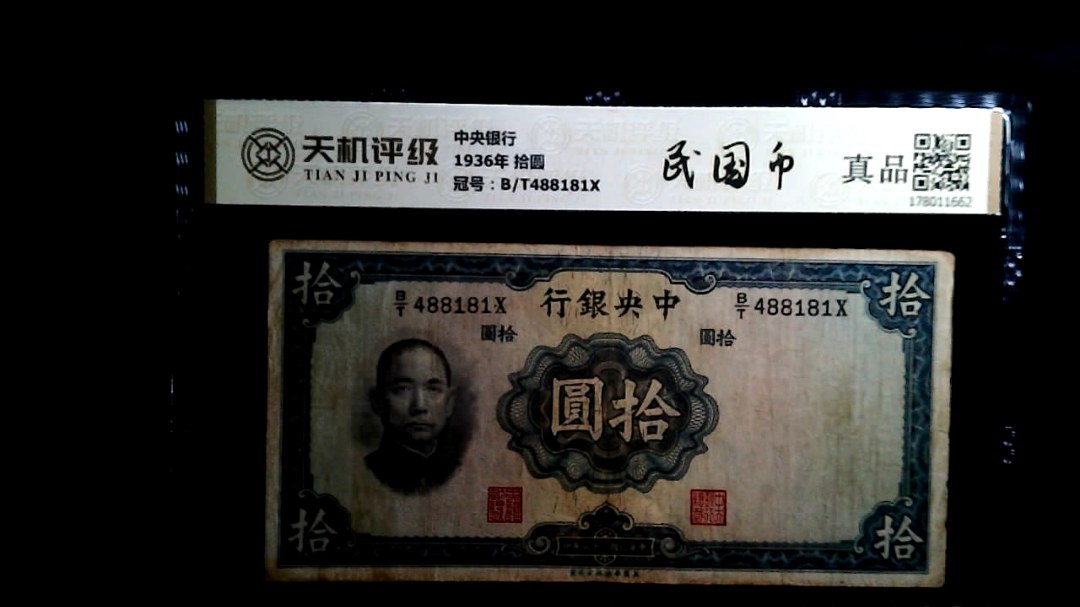 天机评级
TIAN JI PING JI
中央银行
1936年 拾圆
冠号：B/T488181X
民国币
真品
178011662
拾
拾
B/T 488181X
行銀央中
B/T 488181X
圓拾
圓拾
圓拾
拾
拾